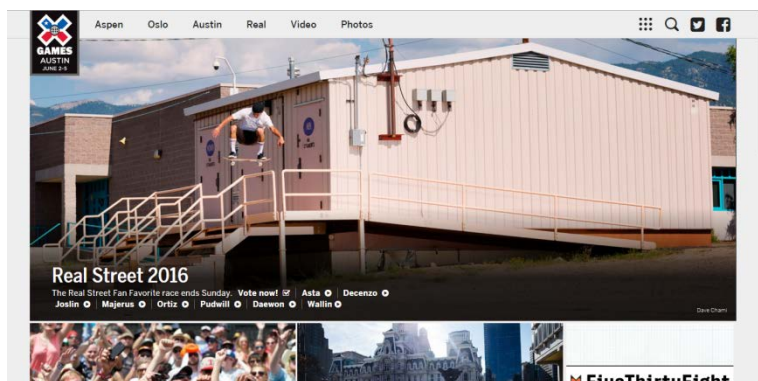 Aspen Oslo Austin Real Video Photos
X
GAMES
AUSTIN
JUNE 2-5
Real Street 2016
The Real Street Fan Favorite race ends Sunday. Vote now! Asta Decenzo
Joslin Majerus Ortiz Pudwill Daewon Wallin
Dave Chami
FiveThirtyEight